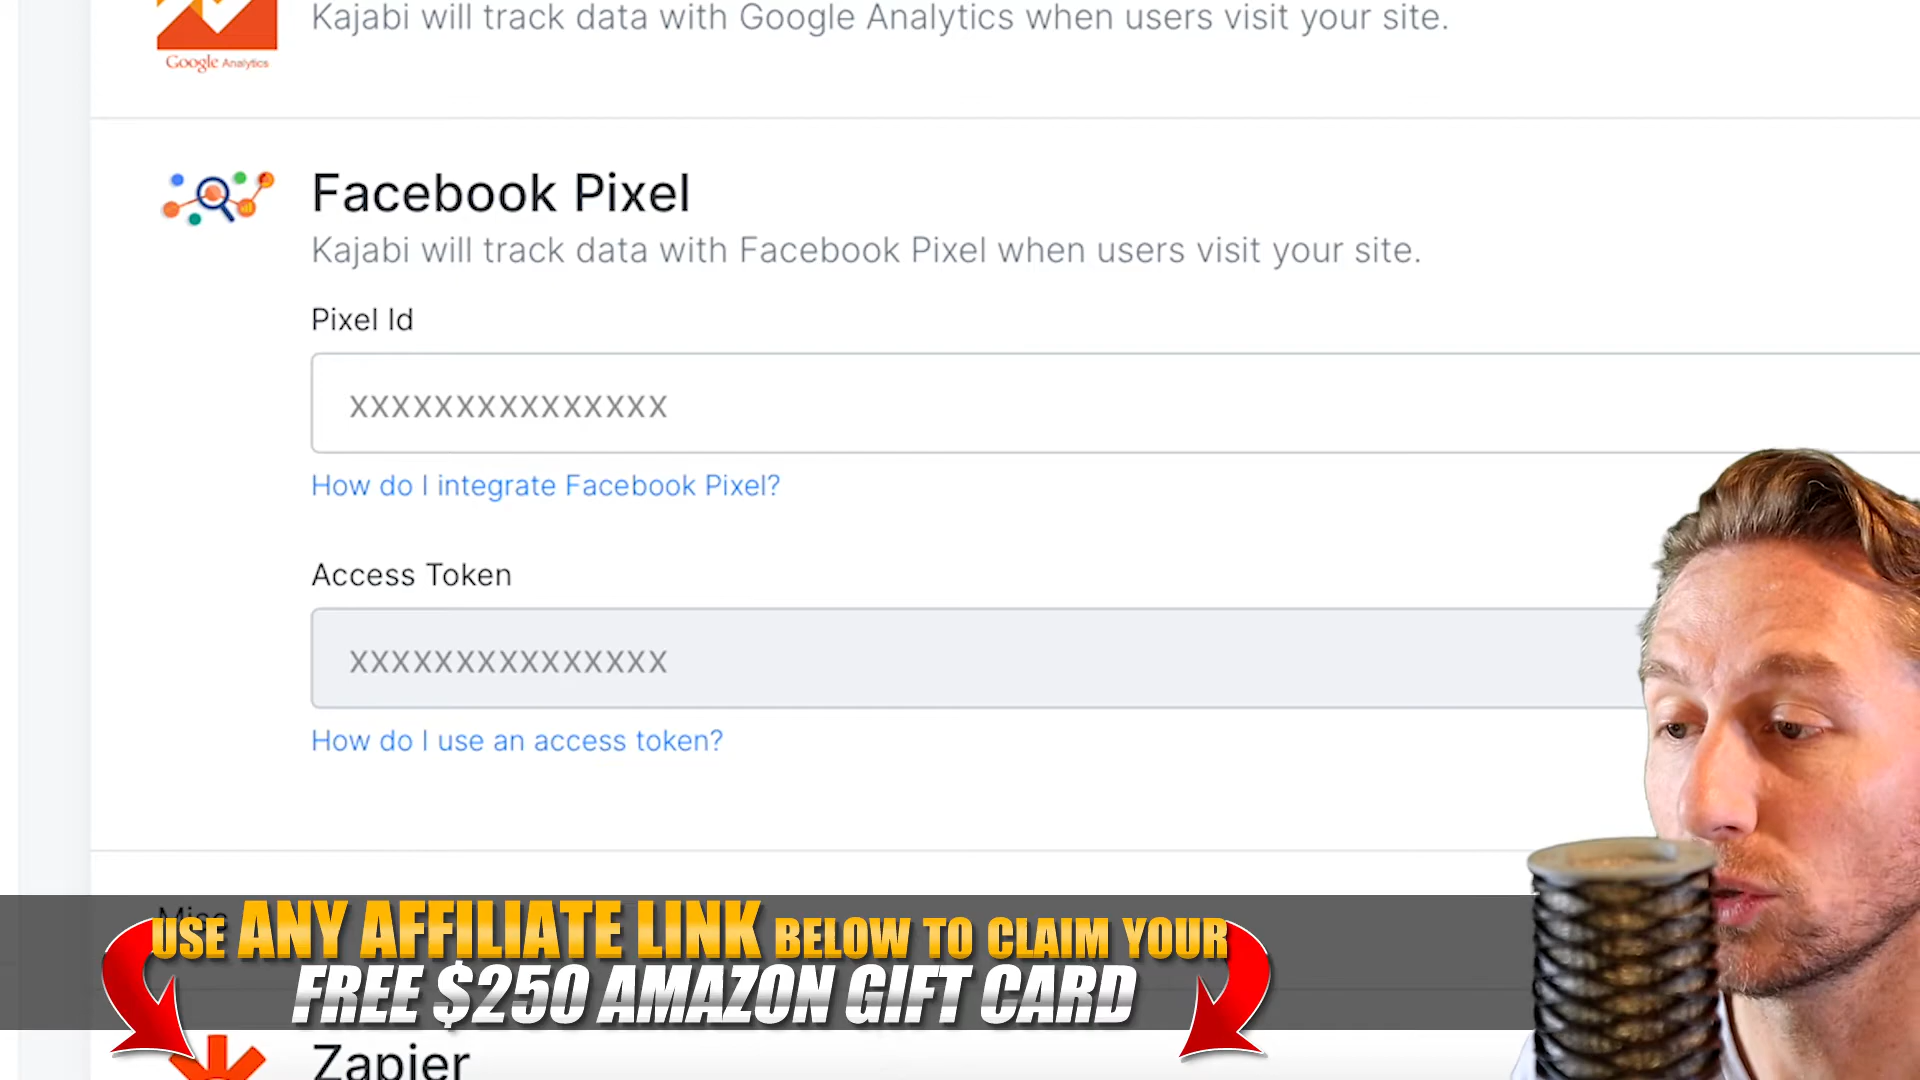 Kajabi will track data with Google Analytics when users visit your site.
Google Analytics
Facebook Pixel
Kajabi will track data with Facebook Pixel when users visit your site.
Pixel Id
XXXXXXXXXXXXXXX
How do I integrate Facebook Pixel?
Access Token
XXXXXXXXXXXXXXX
How do I use an access token?
Misc
USE ANY AFFILIATE LINK BELOW TO CLAIM YOUR
FREE $250 AMAZON GIFT CARD
Zapier